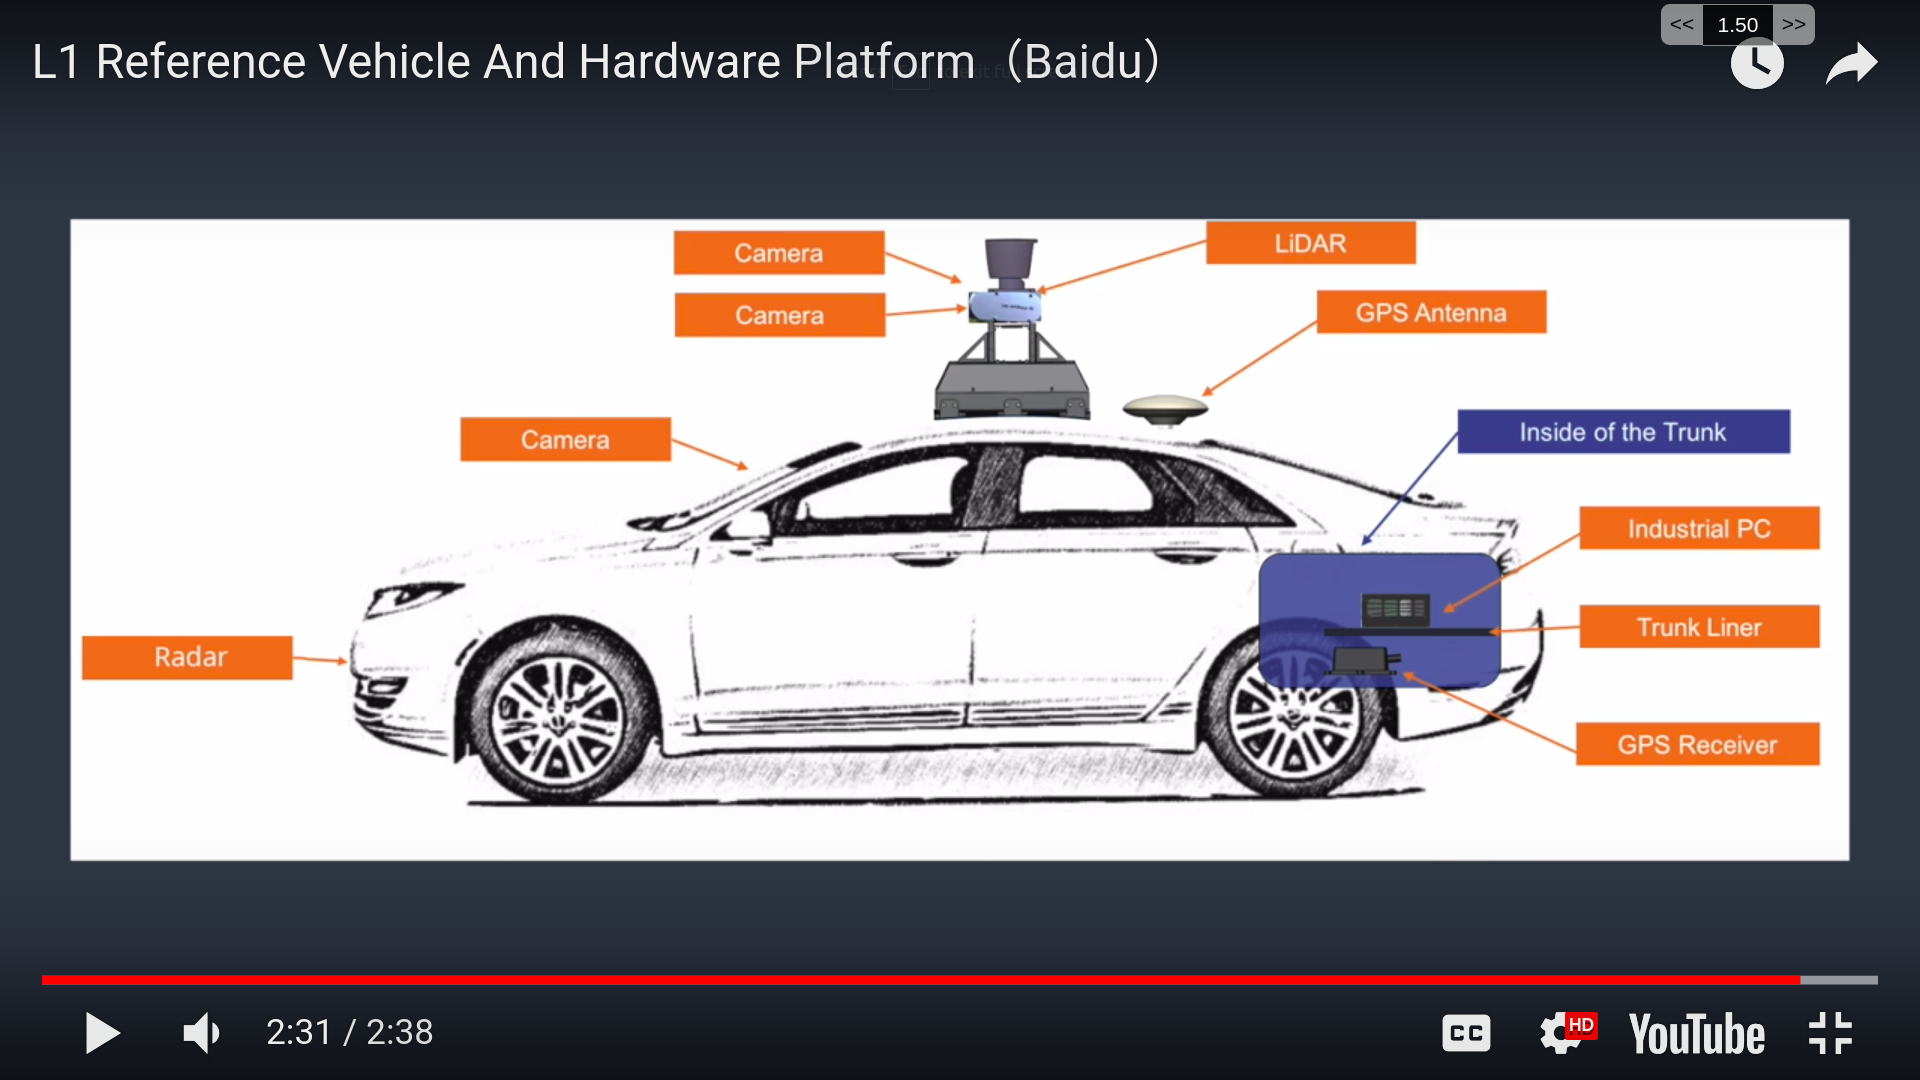 << 1.50 >>
L1 Reference Vehicle And Hardware Platform（Baidu）
Camera
LiDAR
Camera
GPS Antenna
Camera
Inside of the Trunk
Industrial PC
Trunk Liner
Radar
GPS Receiver
2:31 / 2:38
CC
HD
YouTube